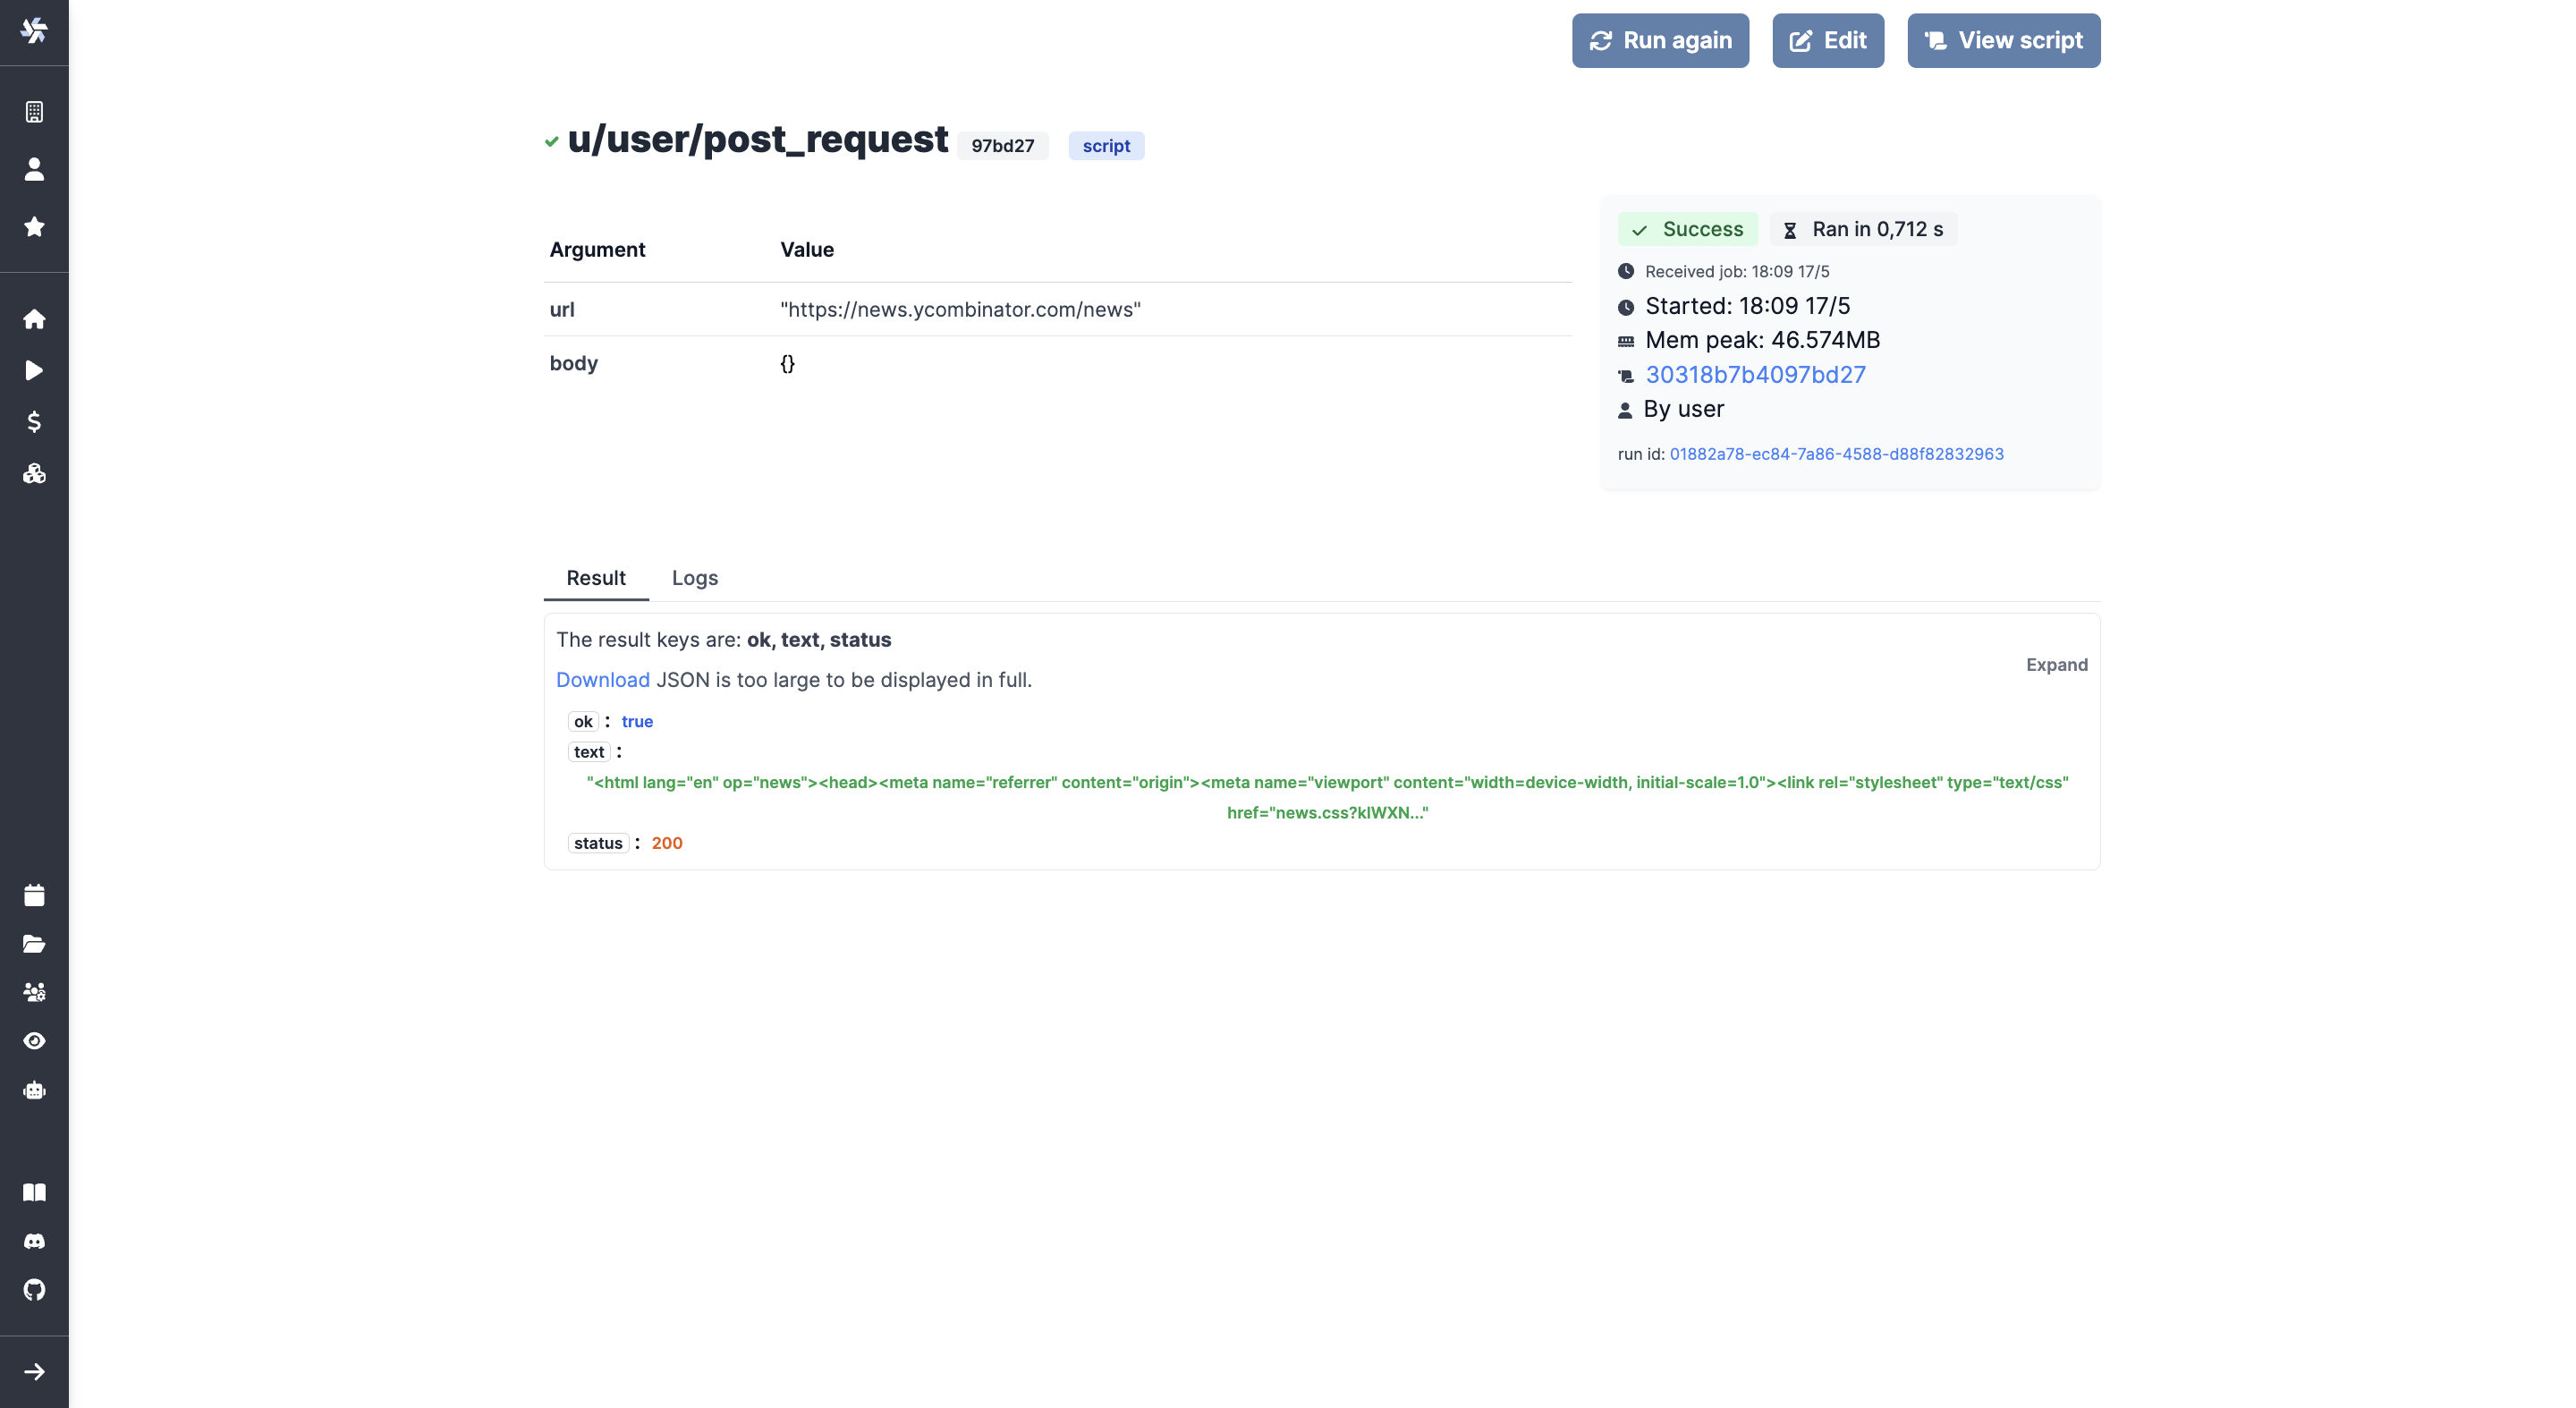 Run again
Edit
View script
u/user/post_request 97bd27 script
Argument Value
url "https://news.ycombinator.com/news"
body {}
Success Ran in 0,712 s
Received job: 18:09 17/5
Started: 18:09 17/5
Mem peak: 46.574MB
30318b7b4097bd27
By user
run id: 01882a78-ec84-7a86-4588-d88f82832963
Result Logs
The result keys are: ok, text, status
Expand
Download JSON is too large to be displayed in full.
ok : true
text :
"<html lang="en" op="news"><head><meta name="referrer" content="origin"><meta name="viewport" content="width=device-width, initial-scale=1.0"><link rel="stylesheet" type="text/css"
href="news.css?klWXN..."
status : 200